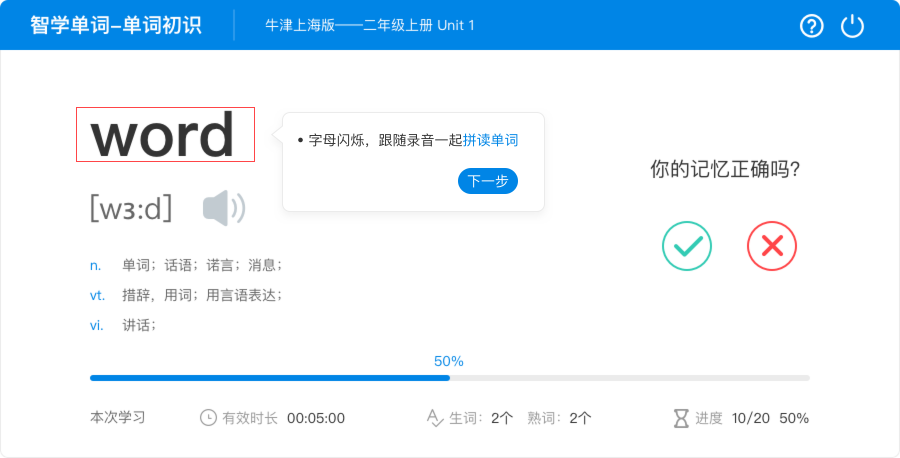 智学单词-单词初识
牛津上海版——二年级上册 Unit 1
word
• 字母闪烁，跟随录音一起拼读单词
下一步
[wɜ:d]
你的记忆正确吗?
n. 单词；话语；诺言；消息；
vt. 措辞，用词；用言语表达；
vi. 讲话；
50%
本次学习 有效时长 00:05:00 生词：2个 熟词：2个 进度 10/20 50%